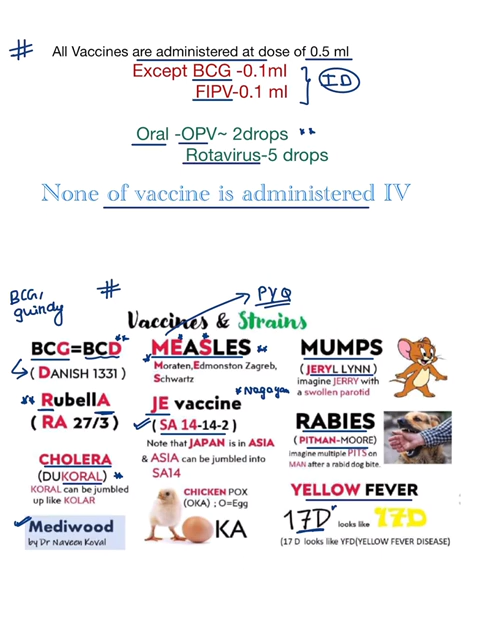 # All Vaccines are administered at dose of 0.5 ml
Except BCG -0.1ml
FIPV-0.1 ml
ID
Oral -OPV~ 2drops **
Rotavirus-5 drops
None of vaccine is administered IV
BCG, guindy
#
PYQ
Vaccines & Strains
BCG=BCD **
( DANISH 1331 )
** RubellA
( RA 27/3 )
CHOLERA
(DUKORAL) *
KORAL can be jumbled
up like KOLAR
Mediwood
by Dr Naveen Koval
* MEASLES **
Moraten,Edmonston Zagreb,
Schwartz
* Nagayan
JE vaccine
( SA 14-14-2 )
Note that JAPAN is in ASIA
& ASIA can be jumbled into
SA14
CHICKEN POX
(OKA) ; O=Egg
KA
MUMPS
( JERYL LYNN )
imagine JERRY with
a swollen parotid
RABIES
( PITMAN-MOORE)
imagine multiple PITS on
MAN after a rabid dog bite.
YELLOW FEVER
17D looks like 17D
(17 D looks like YFD(YELLOW FEVER DISEASE)